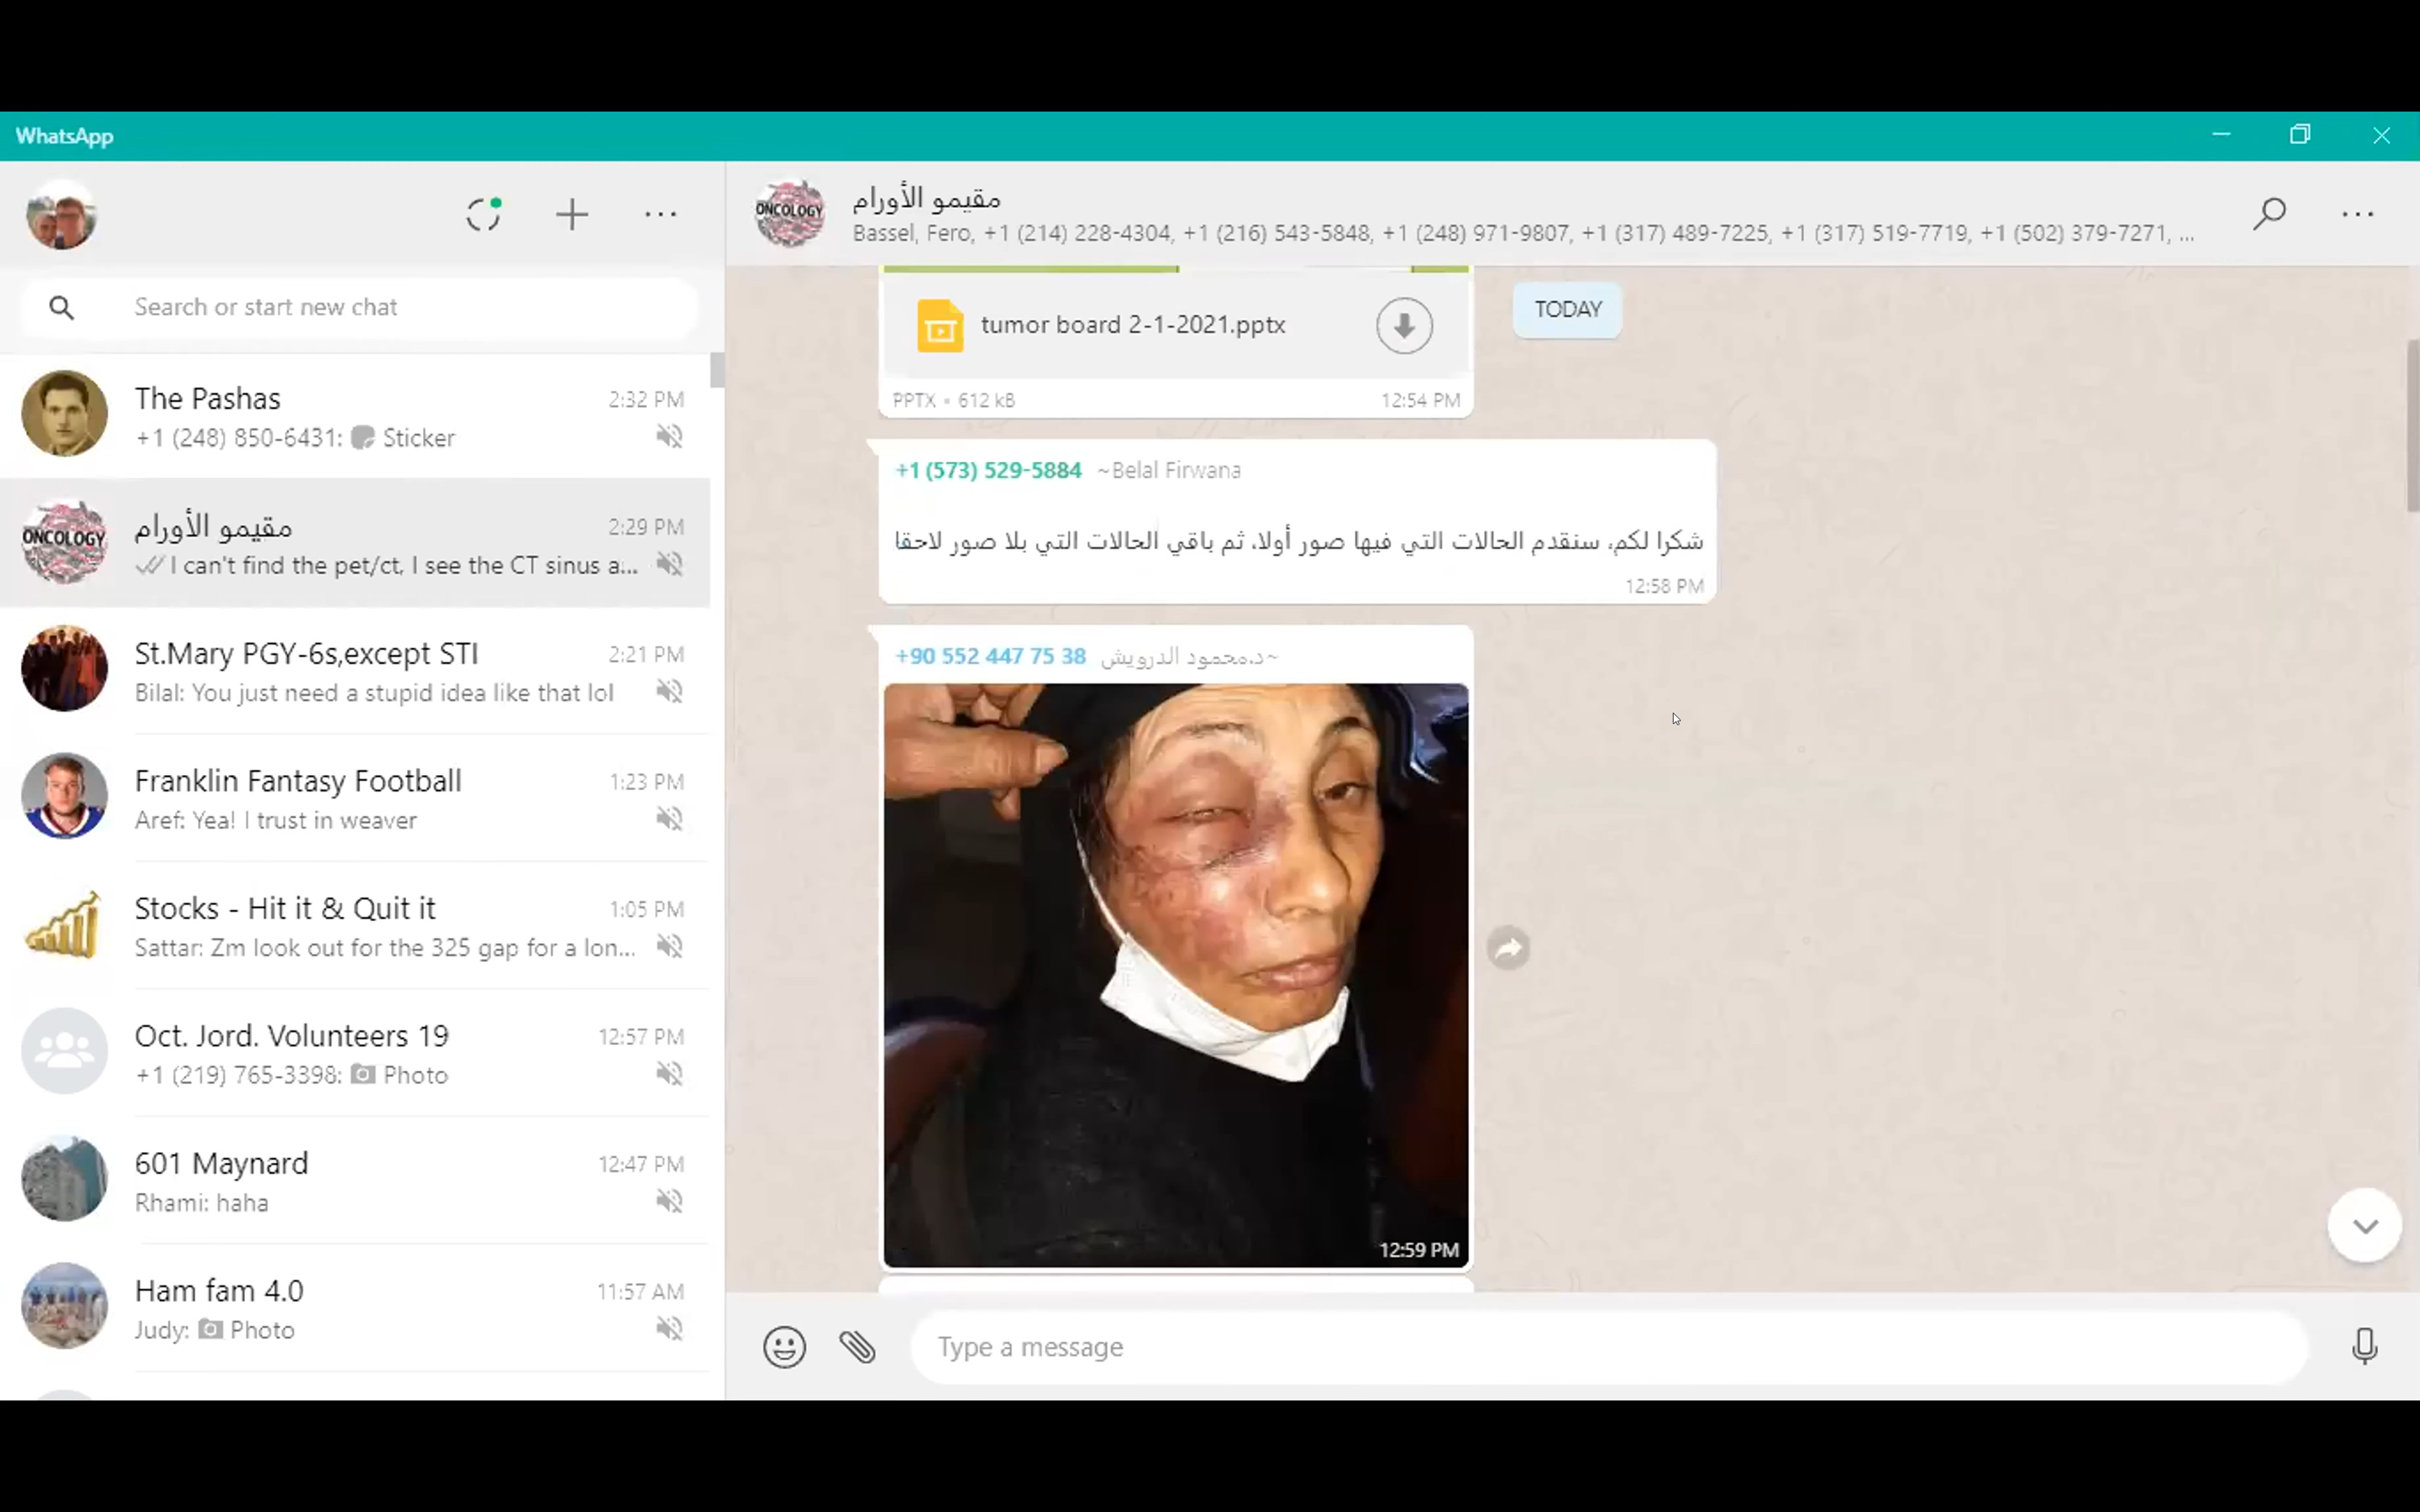 WhatsApp
Search or start new chat
The Pashas
2:32 PM
+1 (248) 850-6431: Sticker
ONCOLOGY
مقيمو الأورام
2:29 PM
I can't find the pet/ct, I see the CT sinus a...
St.Mary PGY-6s,except STI
2:21 PM
Bilal: You just need a stupid idea like that lol
Franklin Fantasy Football
1:23 PM
Aref: Yea! I trust in weaver
Stocks - Hit it & Quit it
1:05 PM
Sattar: Zm look out for the 325 gap for a lon...
Oct. Jord. Volunteers 19
12:57 PM
+1 (219) 765-3398: Photo
601 Maynard
12:47 PM
Rhami: haha
Ham fam 4.0
11:57 AM
Judy: Photo
ONCOLOGY
مقيمو الأورام
Bassel, Fero, +1 (214) 228-4304, +1 (216) 543-5848, +1 (248) 971-9807, +1 (317) 489-7225, +1 (317) 519-7719, +1 (502) 379-7271, ...
TODAY
tumor board 2-1-2021.pptx
PPTX • 612 kB
12:54 PM
+1 (573) 529-5884 ~Belal Firwana
شكرا لكم، سنقدم الحالات التي فيها صور أولا، ثم باقي الحالات التي بلا صور لاحقا
12:58 PM
+90 552 447 75 38 ~د.محمود الدرويش
12:59 PM
Type a message